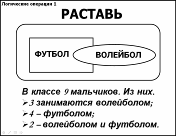 Логические операции 2
РАСТАВЬ
ФУТБОЛ
ВОЛЕЙБОЛ
В классе 9 мальчиков. Из них.
3 занимаются волейболом;
4 – футболом;
2 – волейболом и футболом.